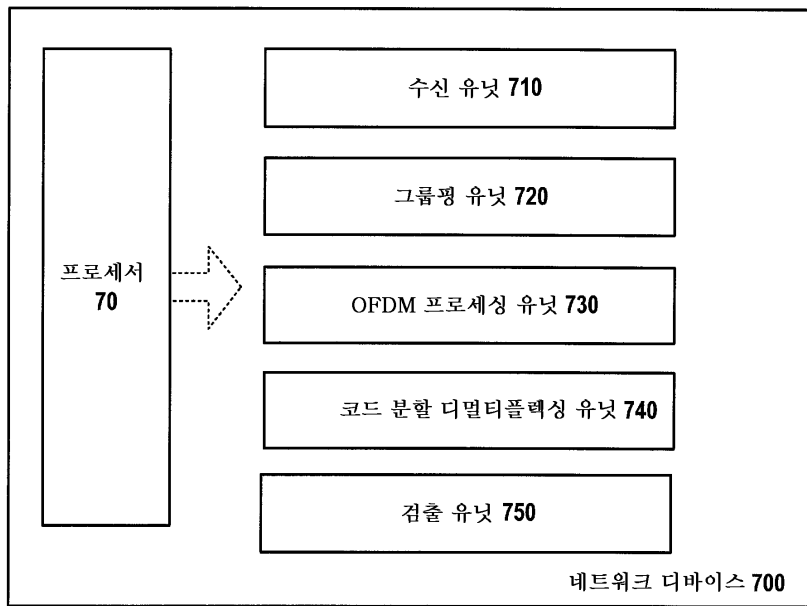 수신 유닛 710
그룹핑 유닛 720
프로세서
70
OFDM 프로세싱 유닛 730
코드 분할 디멀티플렉싱 유닛 740
검출 유닛 750
네트워크 디바이스 700